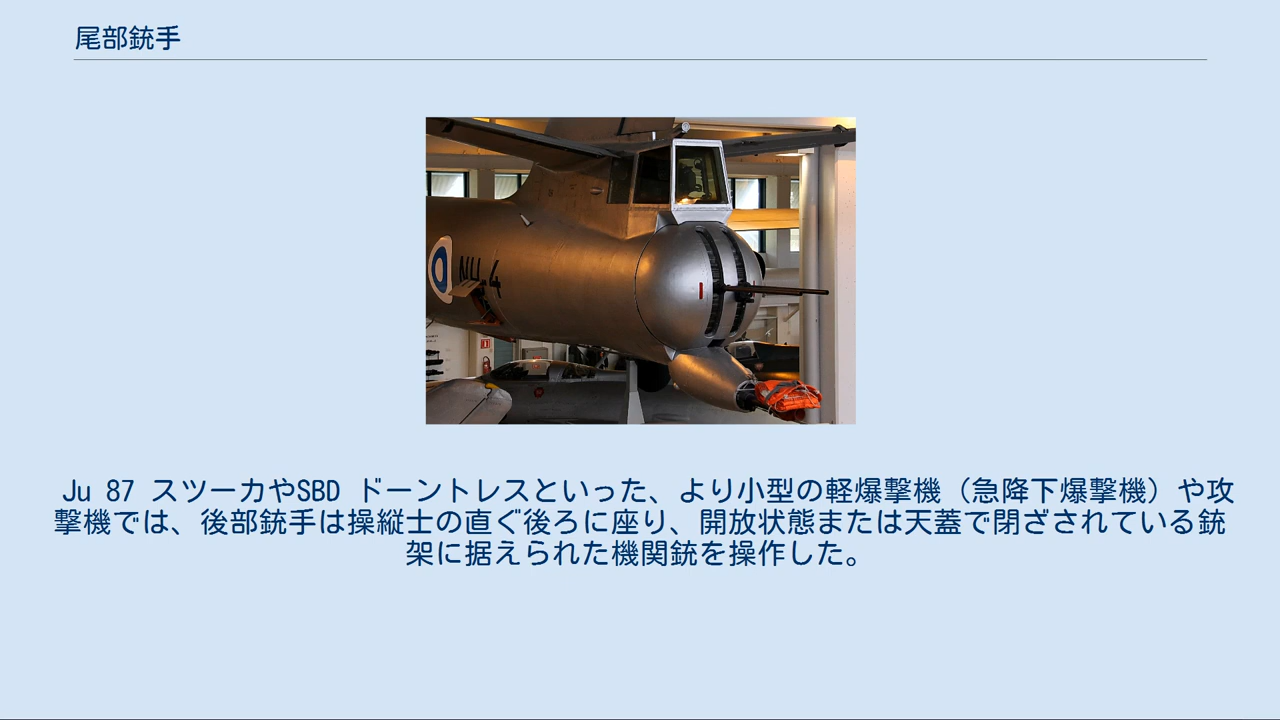 尾部銃手
NH 4
Ju 87 スツーカやSBD ドーントレスといった、より小型の軽爆撃機（急降下爆撃機）や攻
撃機では、後部銃手は操縦士の直ぐ後ろに座り、開放状態または天蓋で閉ざされている銃
架に据えられた機関銃を操作した。